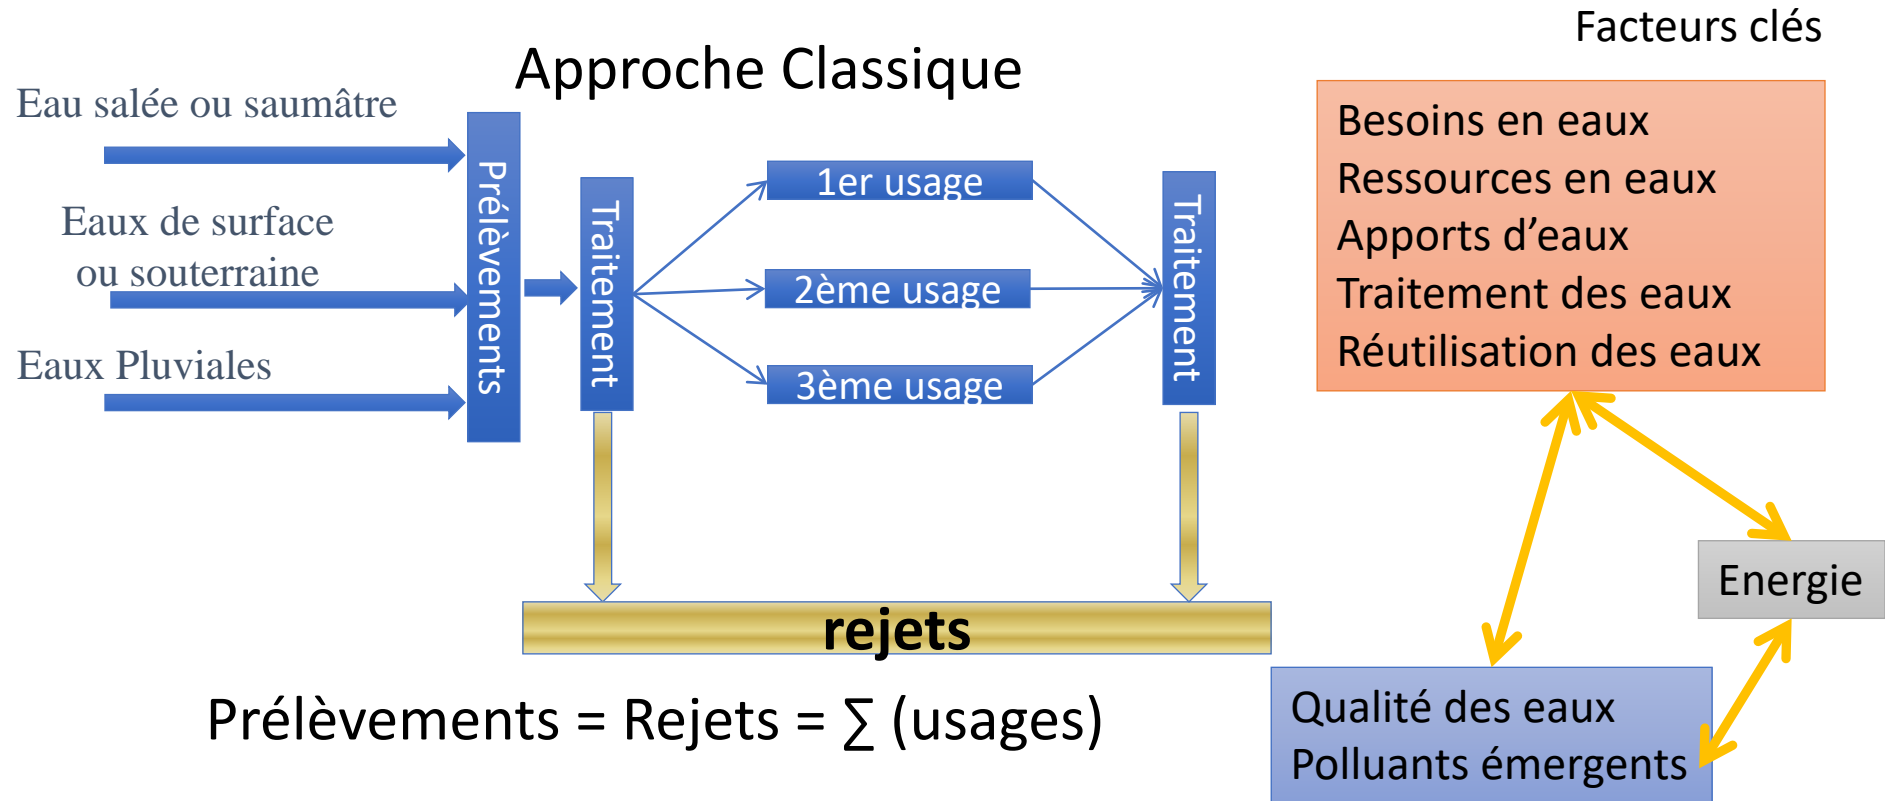 Facteurs clés
Approche Classique
Eau salée ou saumâtre
Eaux de surface
ou souterraine
Eaux Pluviales
Prélèvements
Traitement
1er usage
2ème usage
3ème usage
Traitement
rejets
Prélèvements = Rejets = ∑ (usages)
Besoins en eaux
Ressources en eaux
Apports d’eaux
Traitement des eaux
Réutilisation des eaux
Energie
Qualité des eaux
Polluants émergents